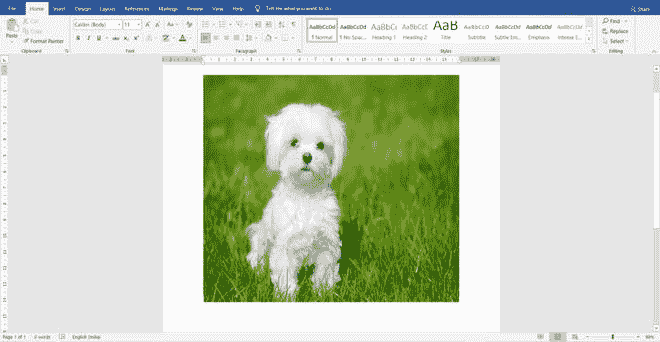 File Home Insert Design Layout References Mailings Review View Help Tell me what you want to do Share
Paste
Cut
Copy
Format Painter
Calibri (Body) 11
AaBbCcDd AaBbCcDd AaBbCc AaBbCcC AaB AaBbCcD AaBbCcDd AaBbCcDd AaBbCcDd
¶ Normal ¶ No Spac... Heading 1 Heading 2 Title Subtitle Subtle Em... Emphasis Intense E...
Find
Replace
Select
Clipboard Font Paragraph Styles Editing
Page 1 of 1 0 words English (India)